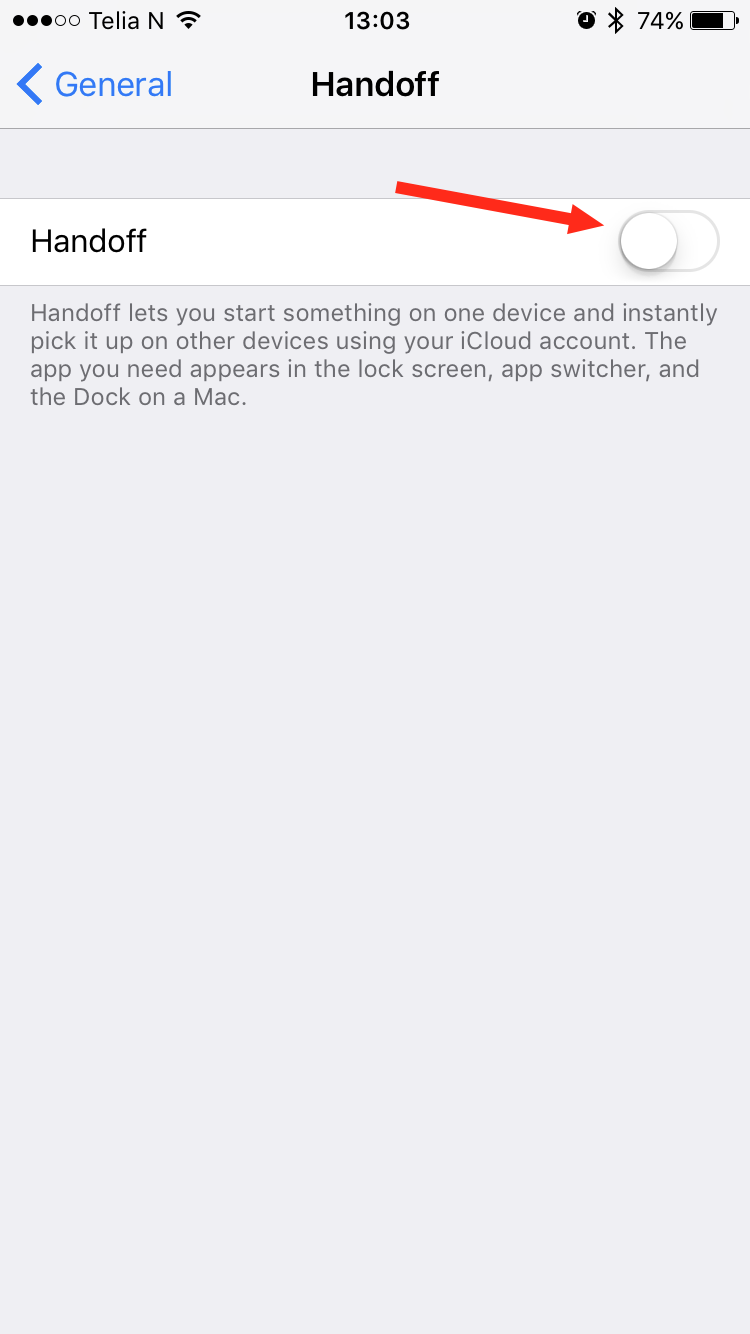 Telia N 13:03 74%
General Handoff
Handoff
Handoff lets you start something on one device and instantly
pick it up on other devices using your iCloud account. The
app you need appears in the lock screen, app switcher, and
the Dock on a Mac.